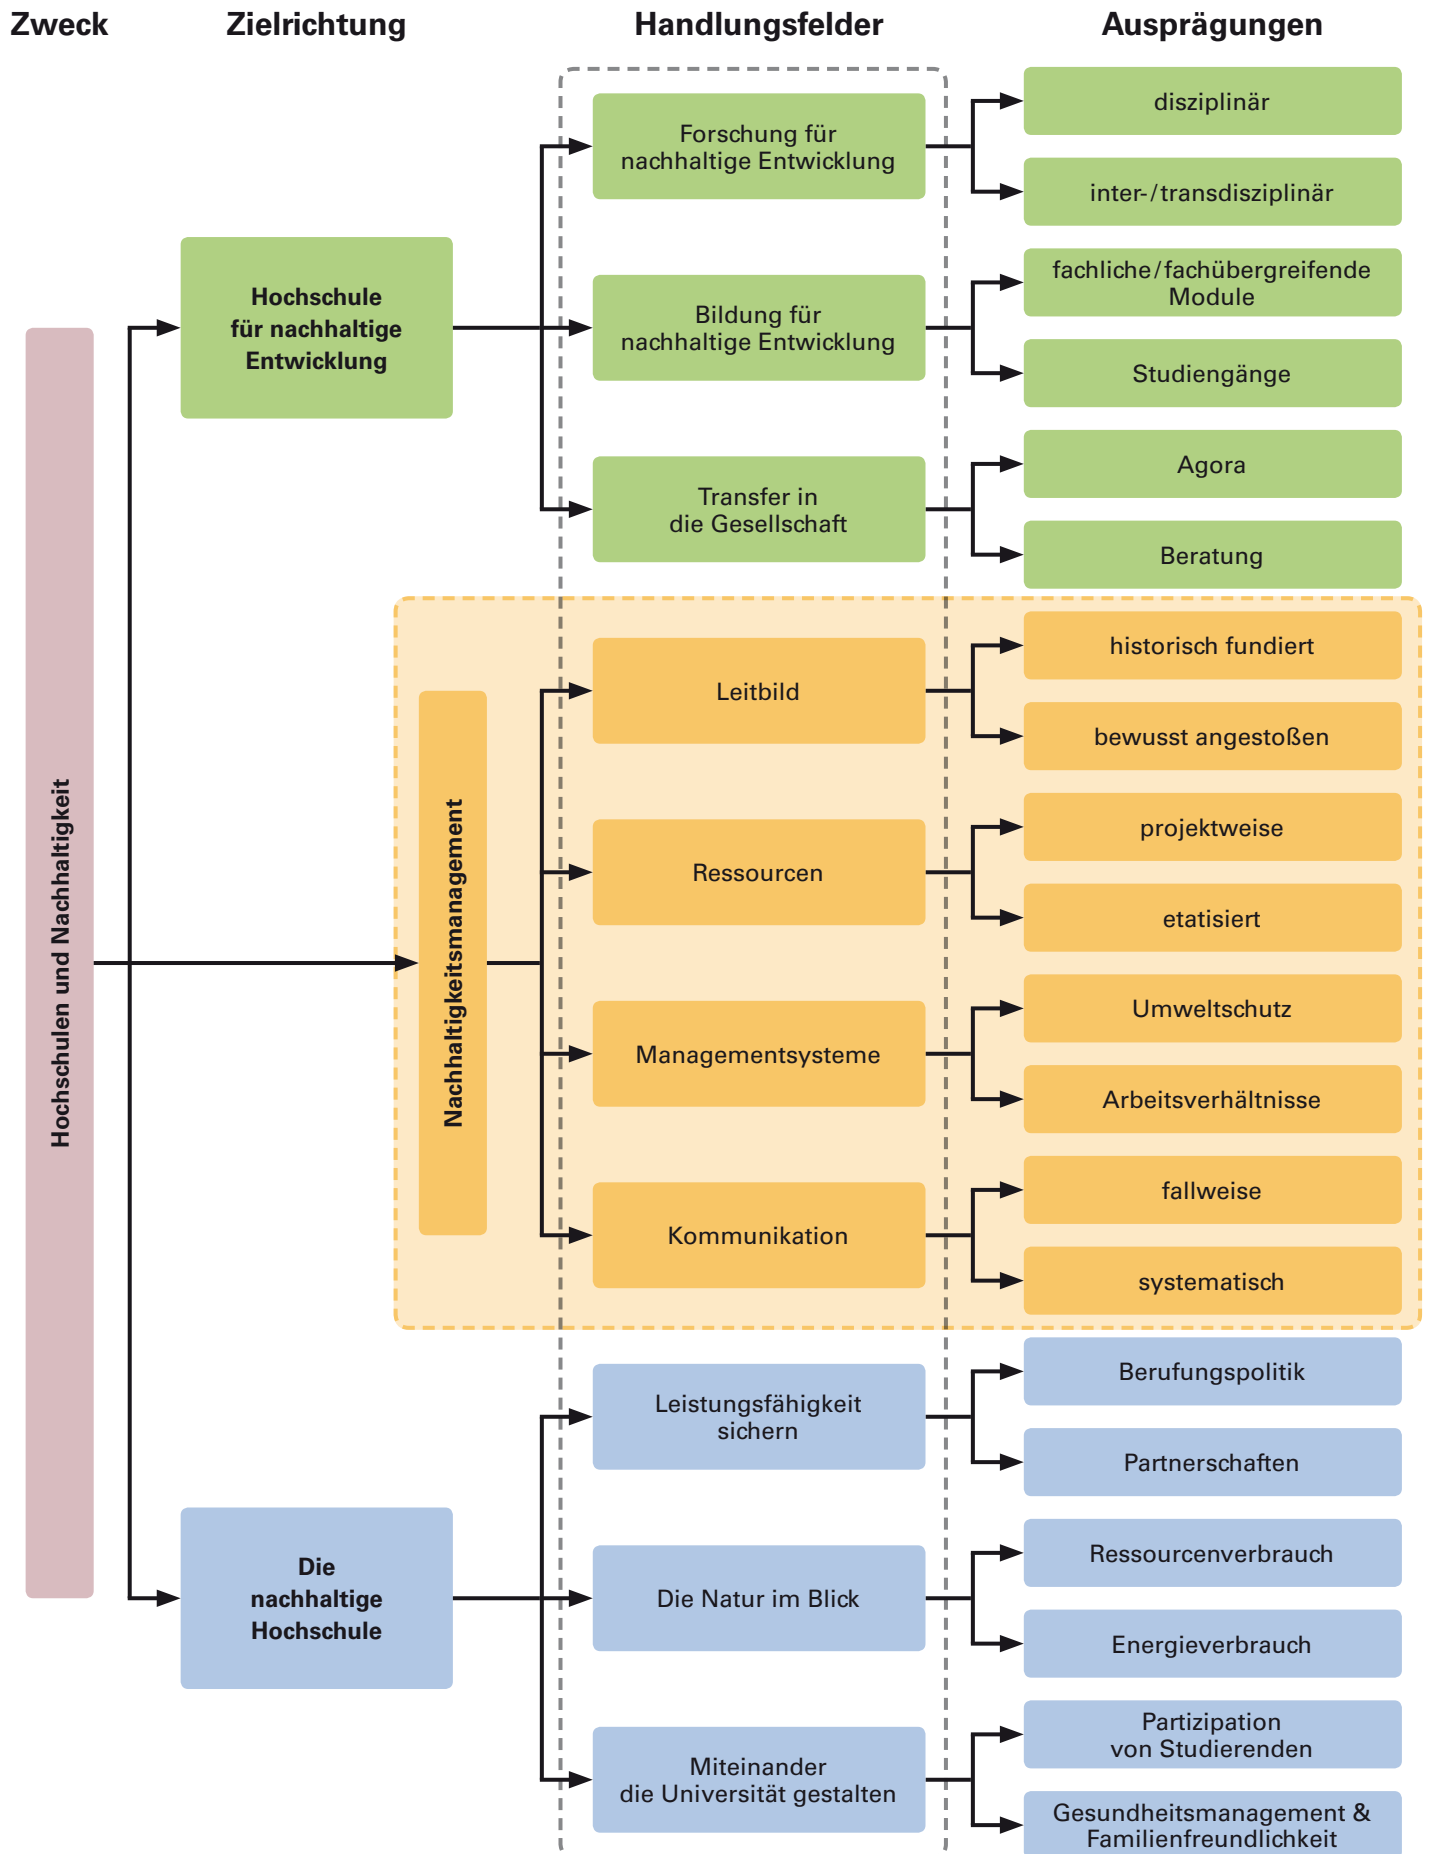 Zweck
Zielrichtung
Handlungsfelder
Ausprägungen
Hochschulen und Nachhaltigkeit
Hochschule
für nachhaltige
Entwicklung
Forschung für
nachhaltige Entwicklung
disziplinär
inter-/transdisziplinär
Bildung für
nachhaltige Entwicklung
fachliche/fachübergreifende
Module
Studiengänge
Transfer in
die Gesellschaft
Agora
Beratung
Nachhaltigkeitsmanagement
Leitbild
historisch fundiert
bewusst angestoßen
Ressourcen
projektweise
etatisiert
Managementsysteme
Umweltschutz
Arbeitsverhältnisse
Kommunikation
fallweise
systematisch
Die
nachhaltige
Hochschule
Leistungsfähigkeit
sichern
Berufungspolitik
Partnerschaften
Die Natur im Blick
Ressourcenverbrauch
Energieverbrauch
Miteinander
die Universität gestalten
Partizipation
von Studierenden
Gesundheitsmanagement &
Familienfreundlichkeit